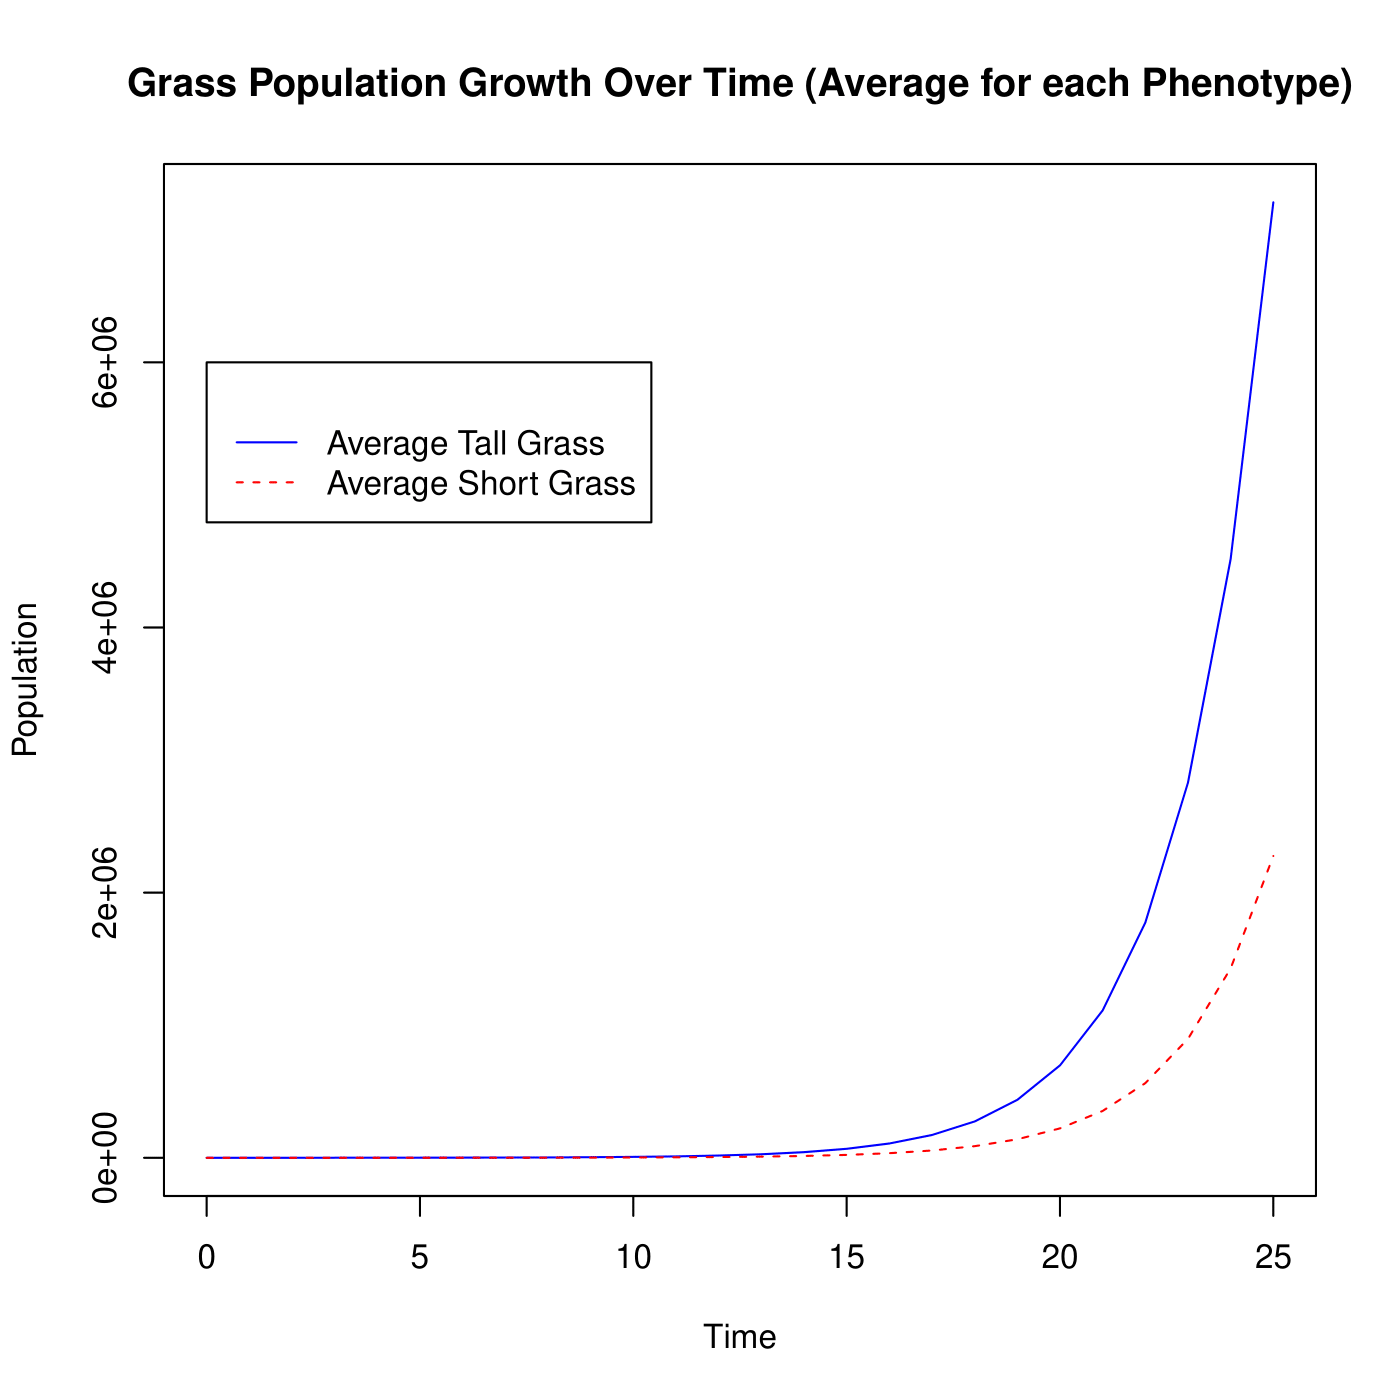 Grass Population Growth Over Time (Average for each Phenotype)
Population
6e+06
4e+06
2e+06
0e+00
Average Tall Grass
Average Short Grass
0 5 10 15 20 25
Time